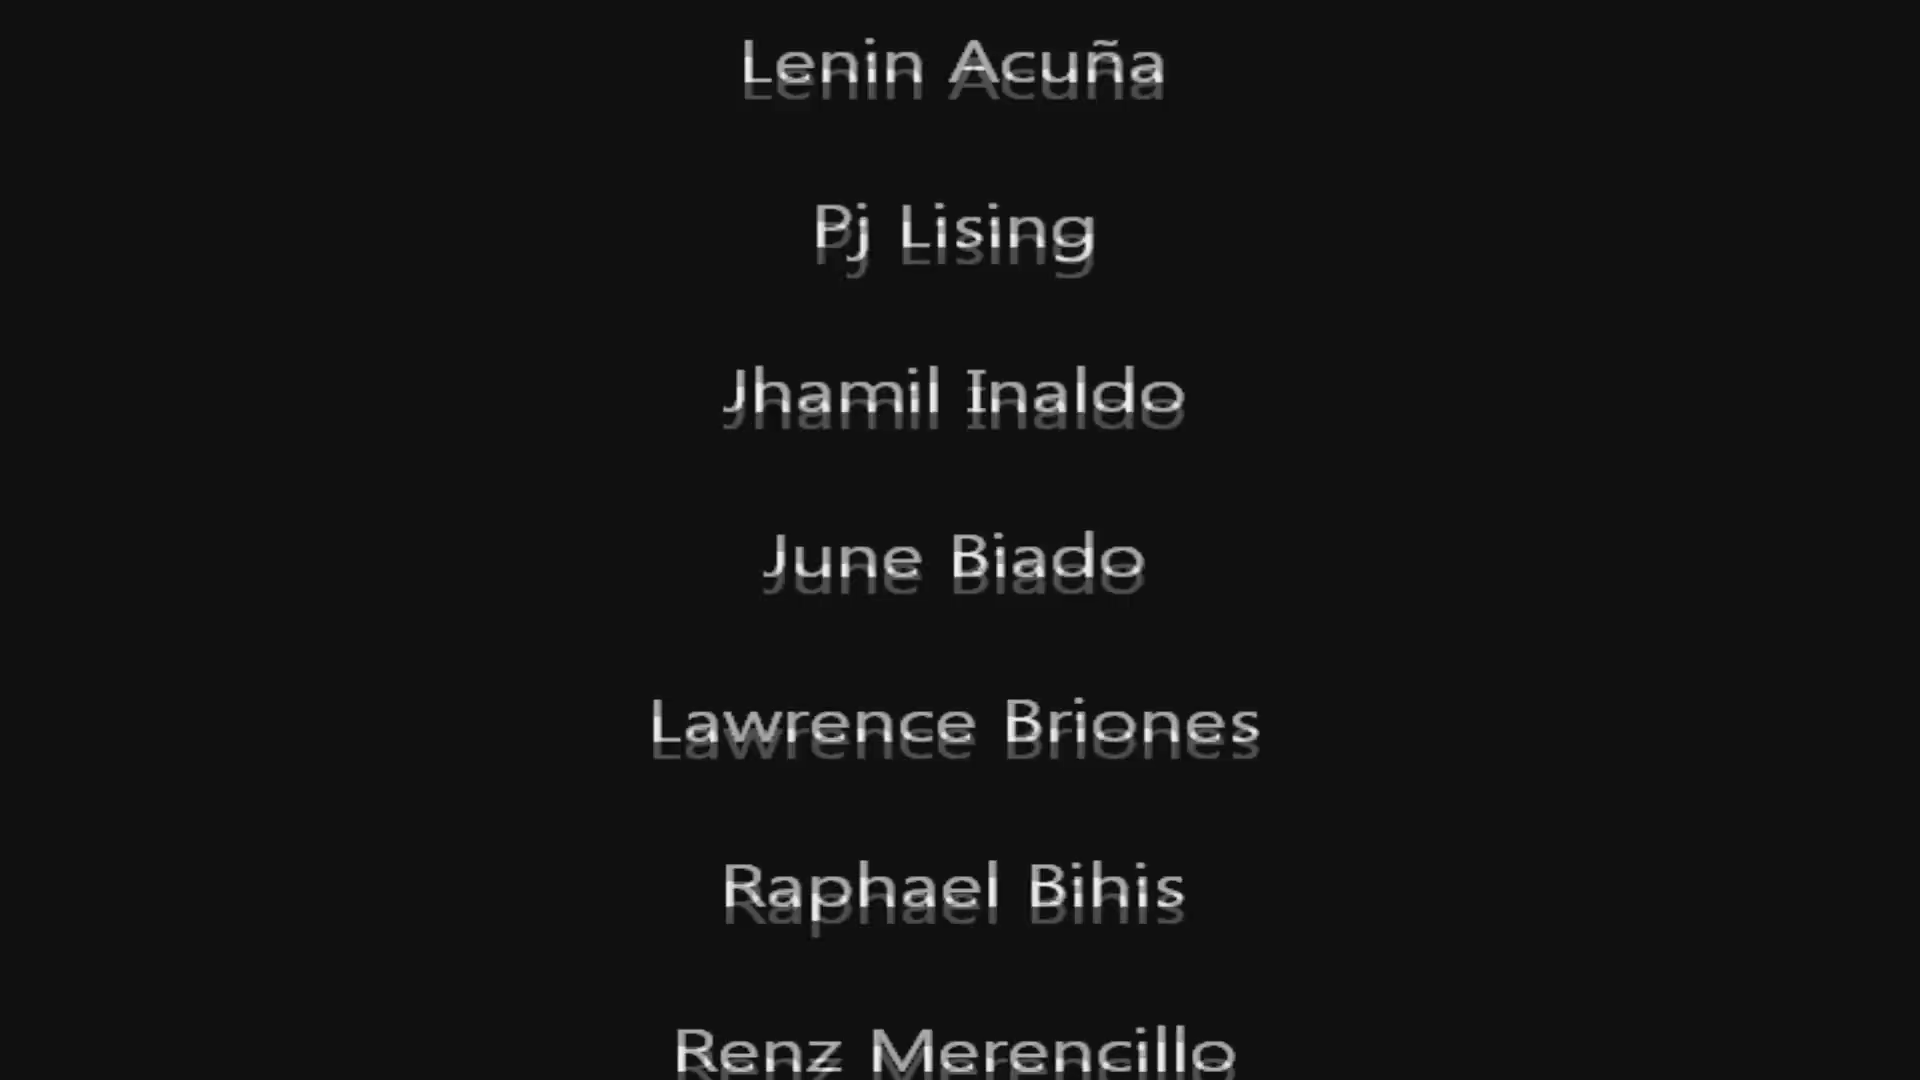 Lenin Acuña
Pj Lising
Jhamil Inaldo
June Biado
Lawrence Briones
Raphael Bihis
Renz Merencillo